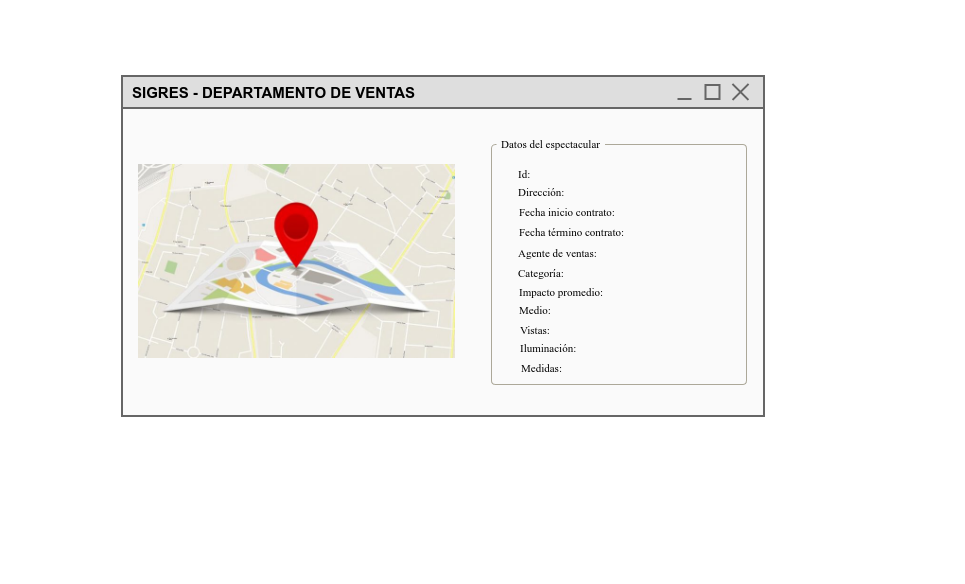 SIGRES - DEPARTAMENTO DE VENTAS
Datos del espectacular
Id:
Dirección:
Fecha inicio contrato:
Fecha término contrato:
Agente de ventas:
Categoría:
Impacto promedio:
Medio:
Vistas:
Iluminación:
Medidas: